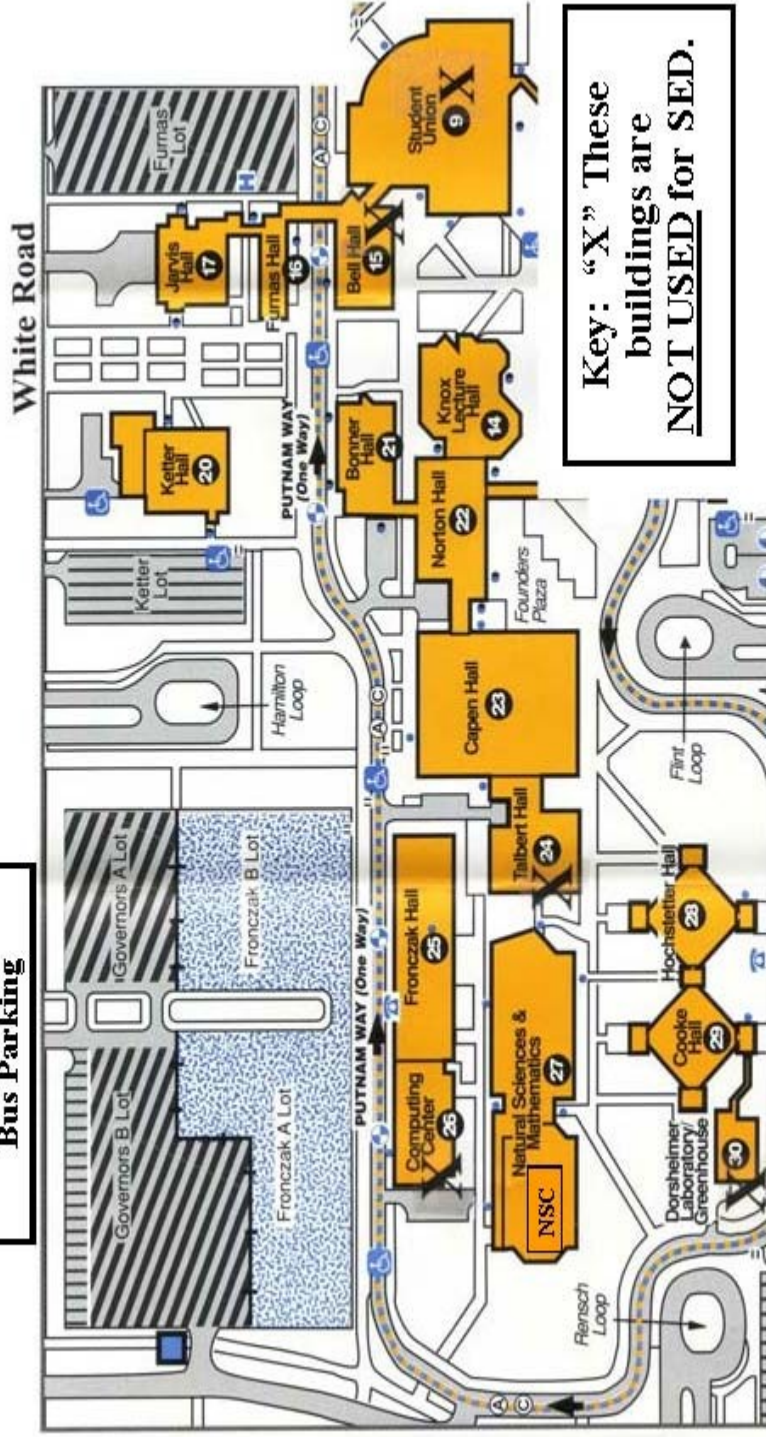 Bus Parking
White Road
Governors B Lot
Governors A Lot
Fronczak A Lot
Fronczak B Lot
Hamilton
Loop
Ketter
Lot
Ketter
Hall
20
Jarvis
Hall
17
Furnas
Lot
H
Furnas Hall
16
PUTNAM WAY (One Way)
PUTNAM WAY
(One Way)
A C
A C
A C
Computing
Center
26
X
Fronczak Hall
25
Natural Sciences &
Mathematics
27
NSC
Talbert Hall
24
X
Capen Hall
23
Norton Hall
22
Bonner
Hall
21
Knox
Lecture
Hall
14
Bell Hall
15
X
Student
Union
9
X
Founders
Plaza
Rensch
Loop
Dorsheimer
Laboratory/
Greenhouse
30
X
Cooke
Hall
29
Hochstetter Hall
28
Flint
Loop
Key: “X” These
buildings are
NOT USED for SED.